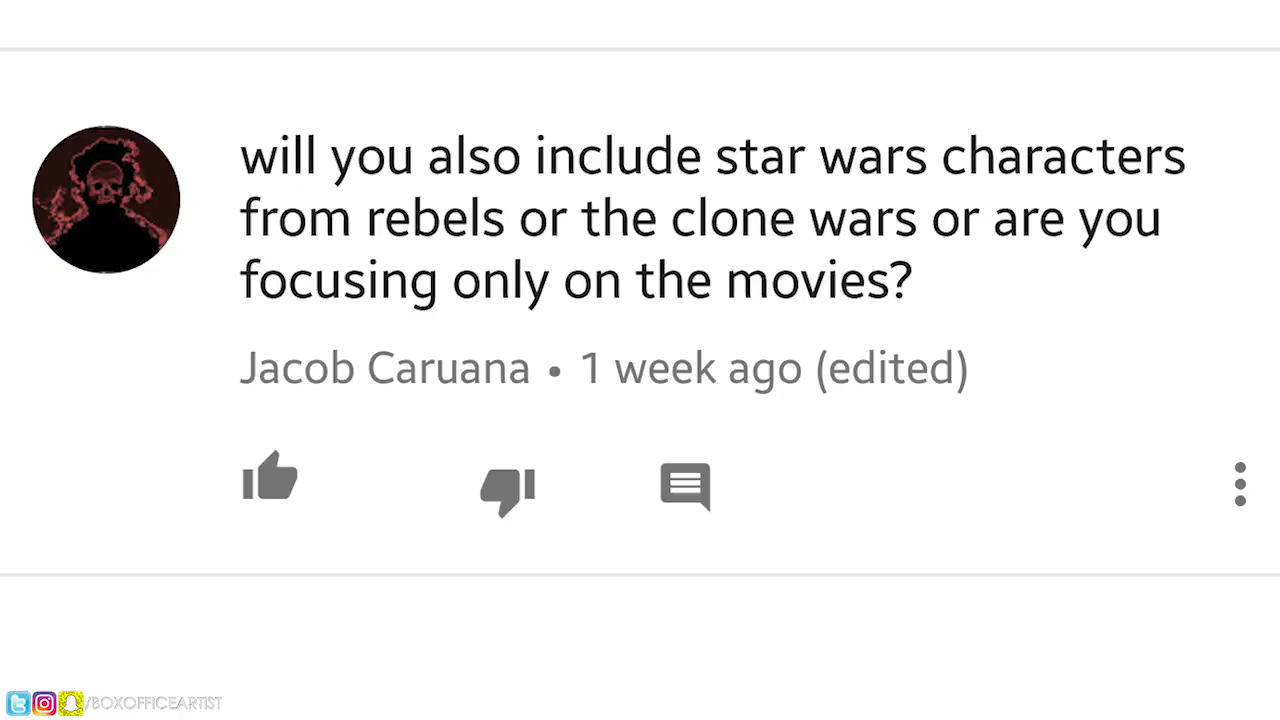 will you also include star wars characters
from rebels or the clone wars or are you
focusing only on the movies?
Jacob Caruana • 1 week ago (edited)
/BOXOFFICEARTIST